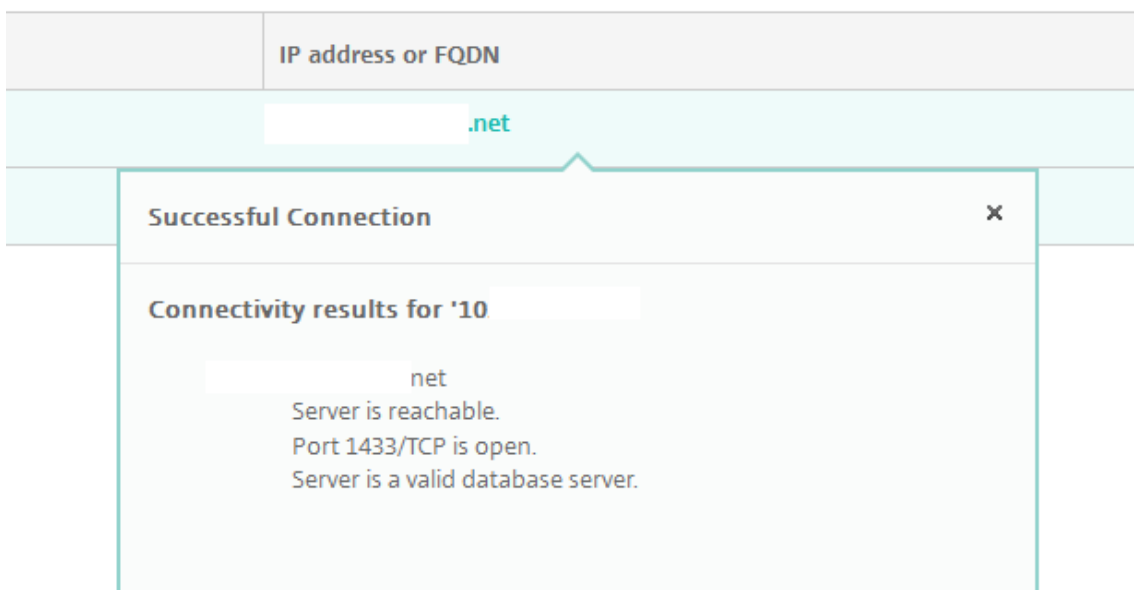 IP address or FQDN
.net
Successful Connection
Connectivity results for '10
net
Server is reachable.
Port 1433/TCP is open.
Server is a valid database server.